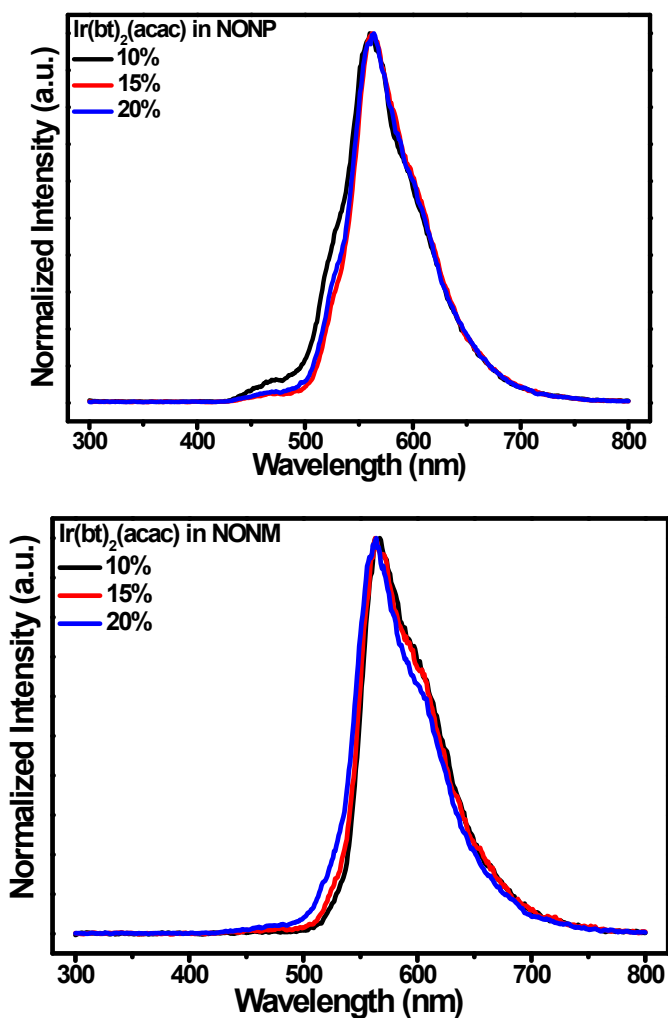 Ir(bt)₂(acac) in NONP
10%
15%
20%
Normalized Intensity (a.u.)
300 400 500 600 700 800
Wavelength (nm)
Ir(bt)₂(acac) in NONM
10%
15%
20%
Normalized Intensity (a.u.)
300 400 500 600 700 800
Wavelength (nm)